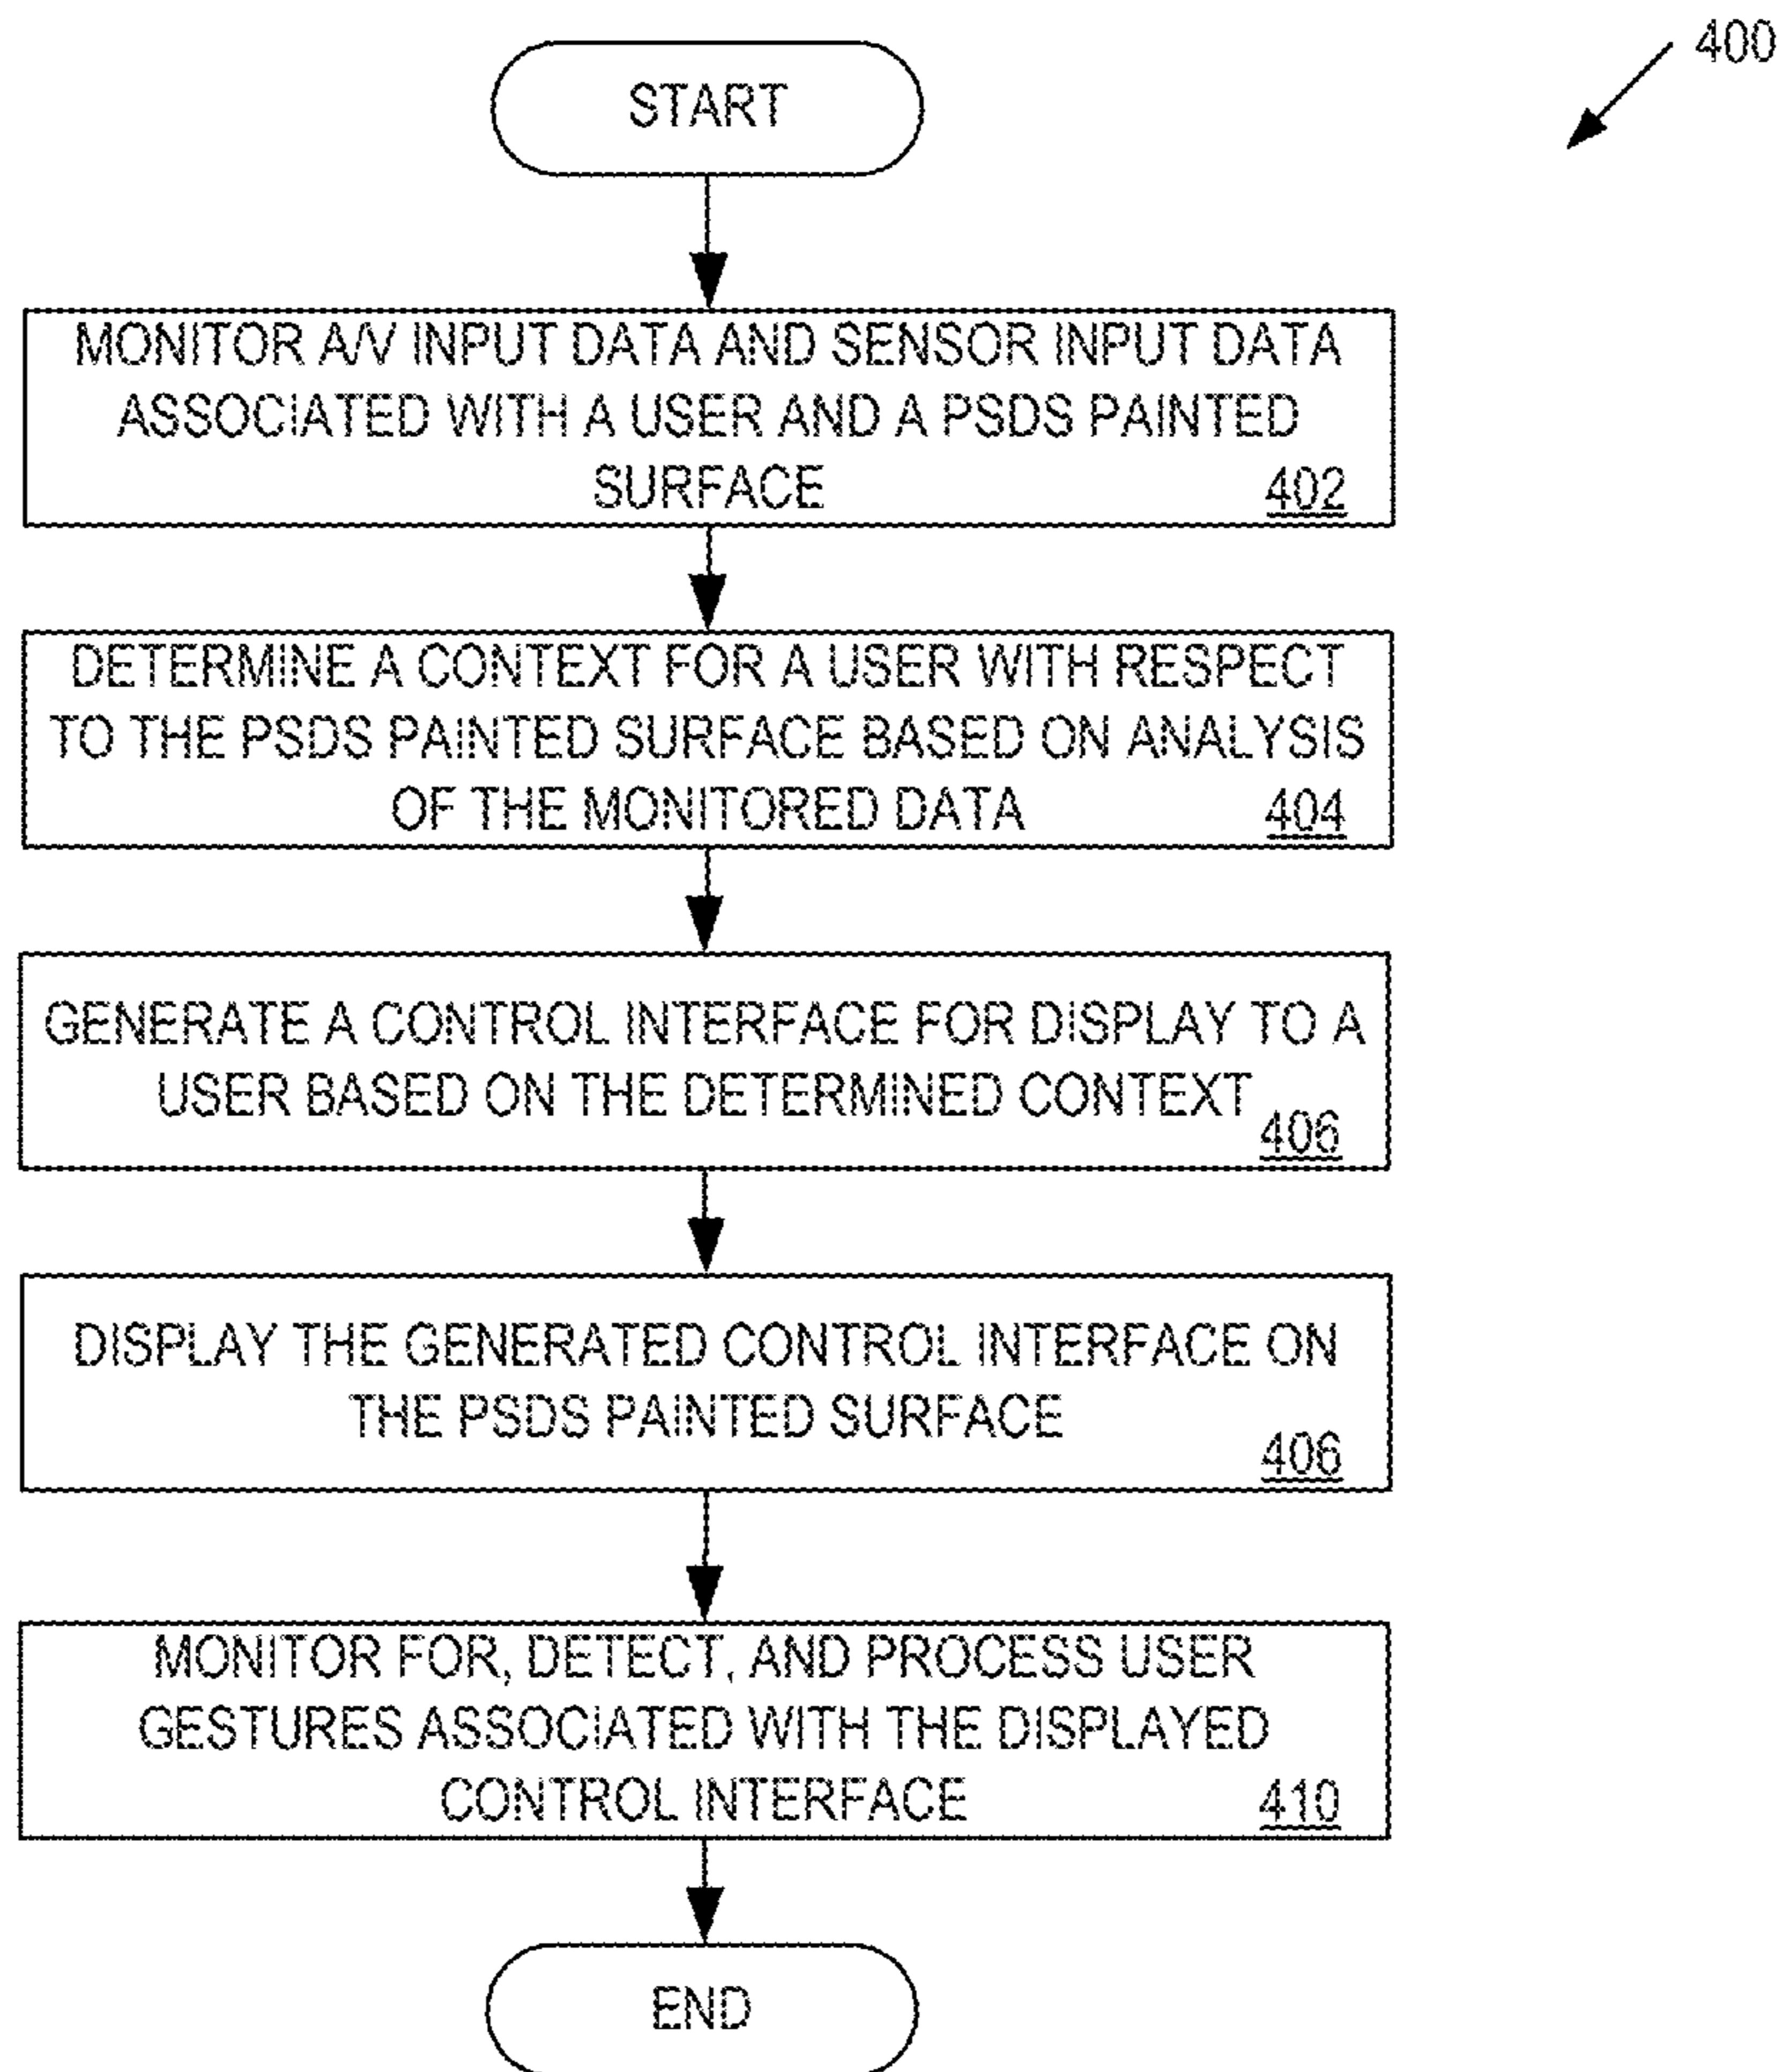 400
START
MONITOR A/V INPUT DATA AND SENSOR INPUT DATA
ASSOCIATED WITH A USER AND A PSDS PAINTED
SURFACE 402
DETERMINE A CONTEXT FOR A USER WITH RESPECT
TO THE PSDS PAINTED SURFACE BASED ON ANALYSIS
OF THE MONITORED DATA 404
GENERATE A CONTROL INTERFACE FOR DISPLAY TO A
USER BASED ON THE DETERMINED CONTEXT
406
DISPLAY THE GENERATED CONTROL INTERFACE ON
THE PSDS PAINTED SURFACE
406
MONITOR FOR, DETECT, AND PROCESS USER
GESTURES ASSOCIATED WITH THE DISPLAYED
CONTROL INTERFACE 410
END